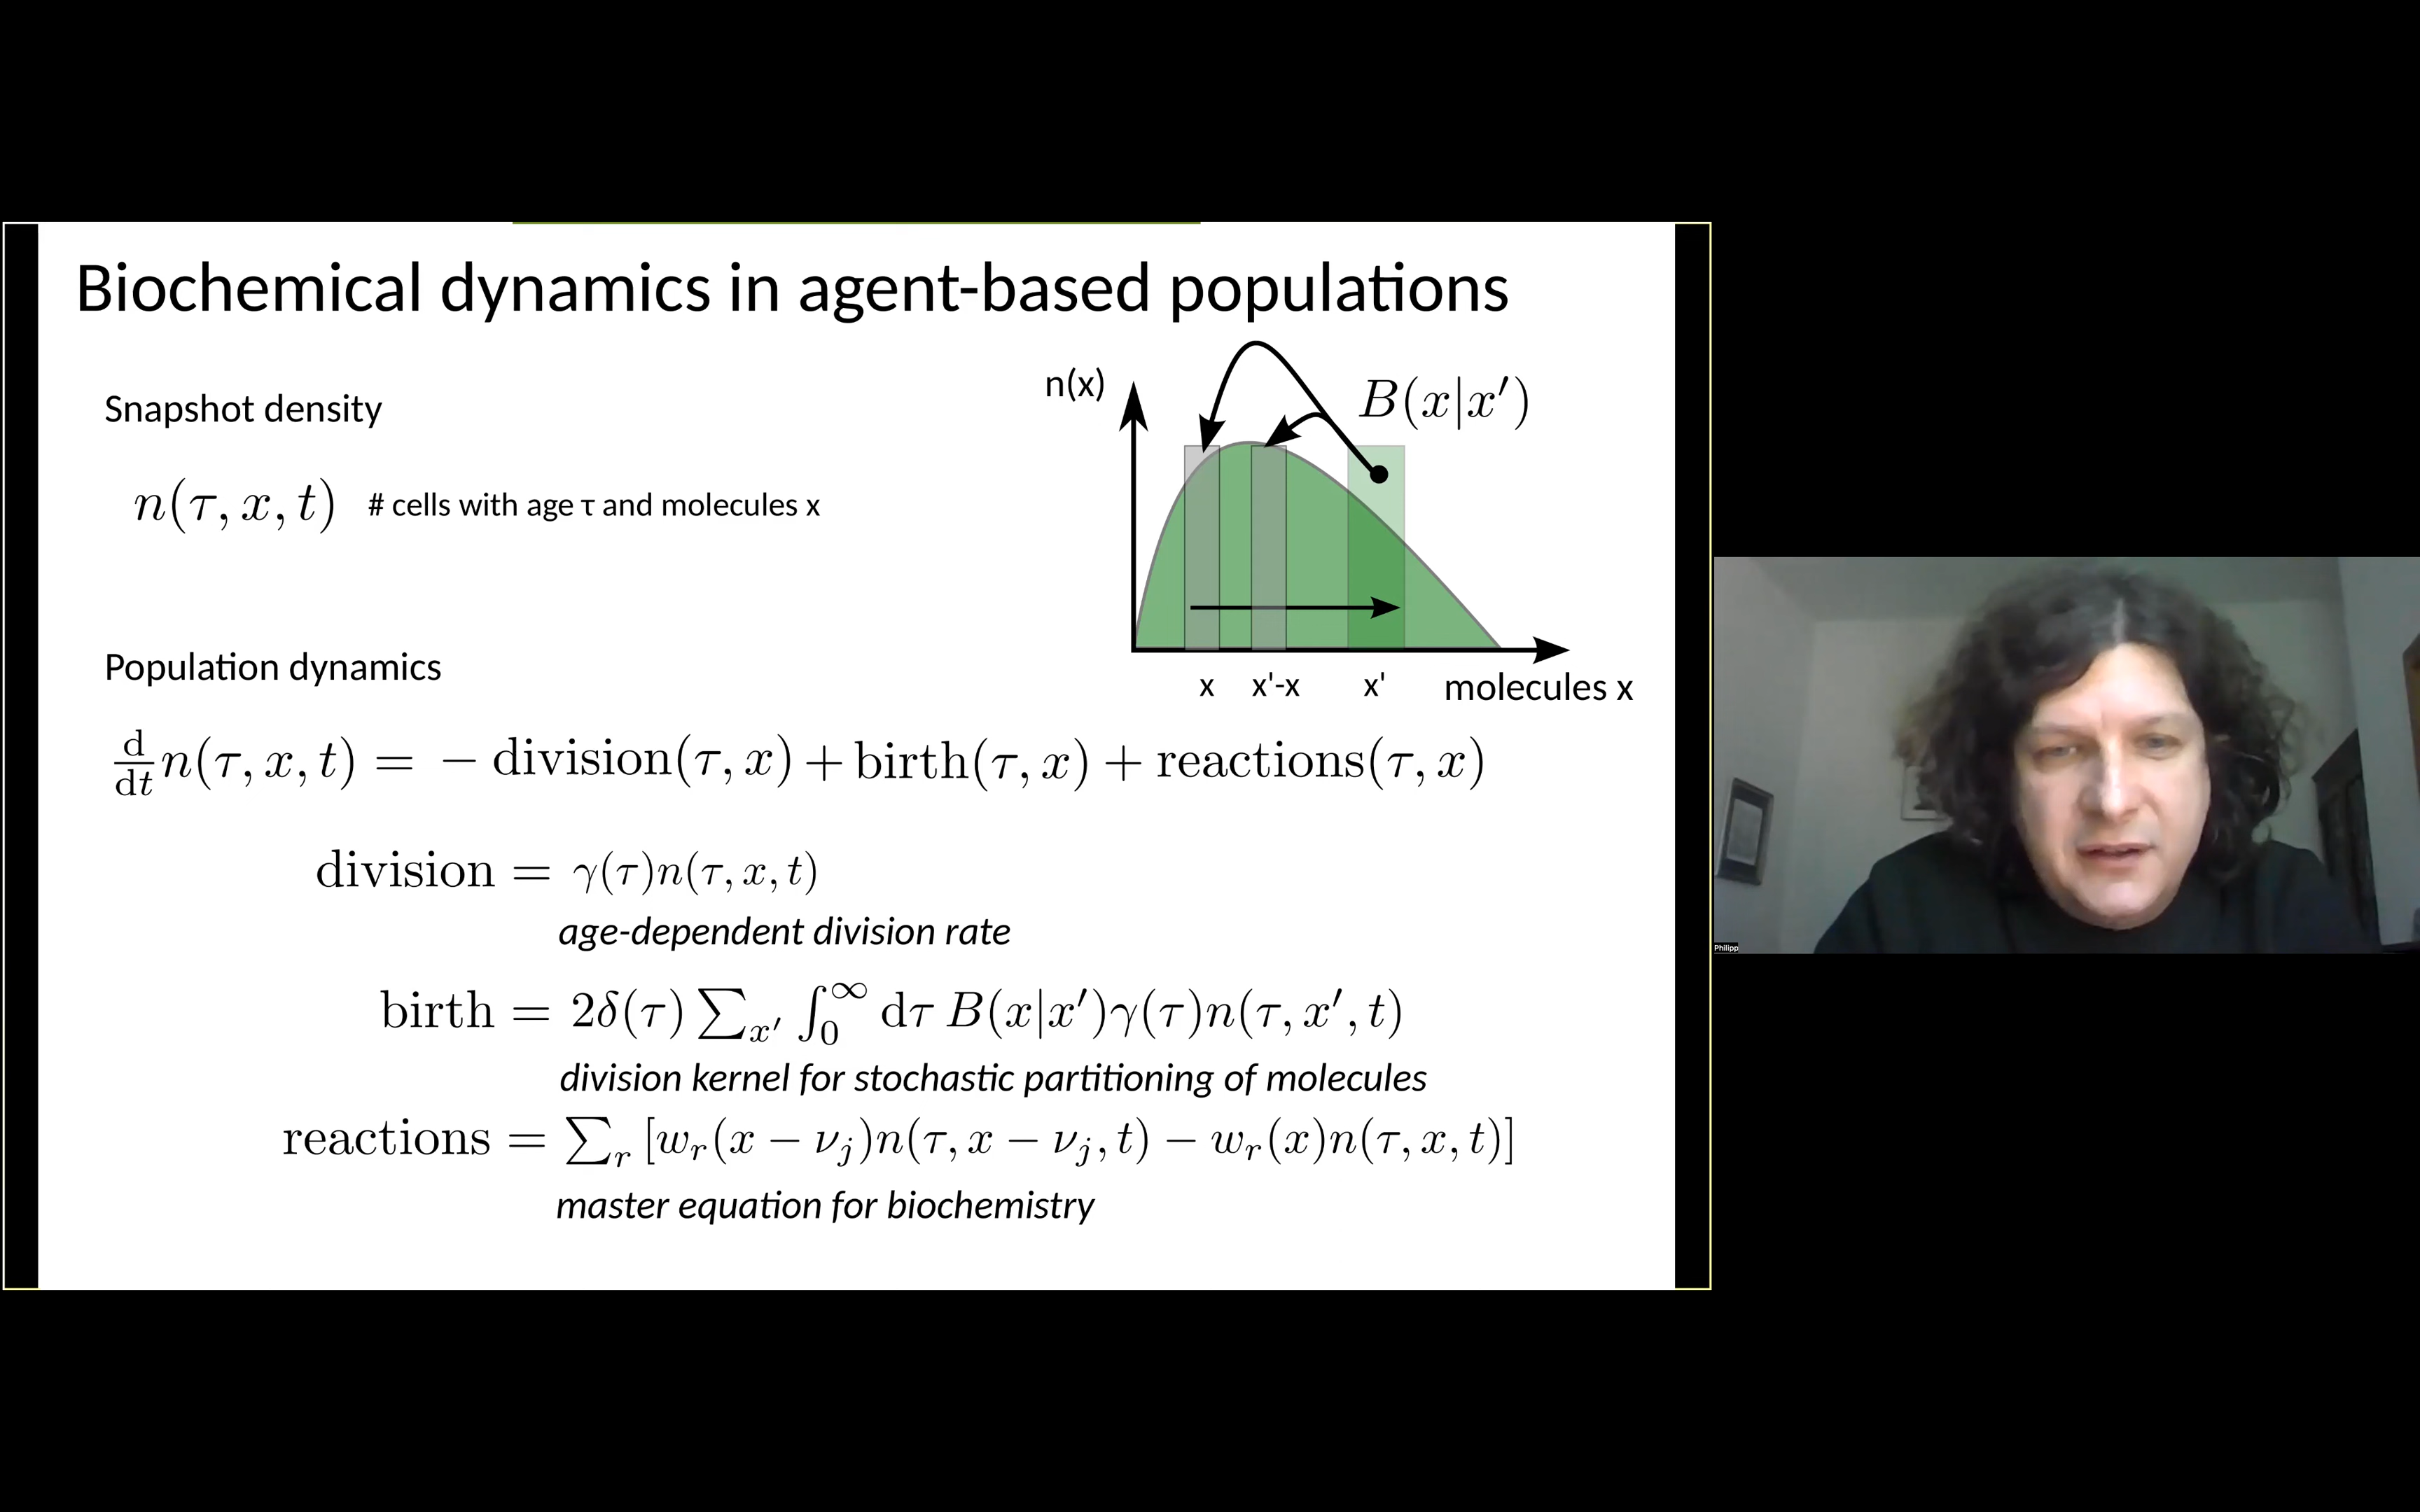 Biochemical dynamics in agent-based populations
Snapshot density
n(τ, x, t) # cells with age τ and molecules x
n(x)
B(x|x′)
x x'-x x' molecules x
Population dynamics
d/dt n(τ, x, t) = − division(τ, x) + birth(τ, x) + reactions(τ, x)
division = γ(τ)n(τ, x, t)
age-dependent division rate
birth = 2δ(τ) ∑_{x′} ∫_0^∞ dτ B(x|x′)γ(τ)n(τ, x′, t)
division kernel for stochastic partitioning of molecules
reactions = ∑_r [w_r(x − ν_j)n(τ, x − ν_j, t) − w_r(x)n(τ, x, t)]
master equation for biochemistry
Philipp